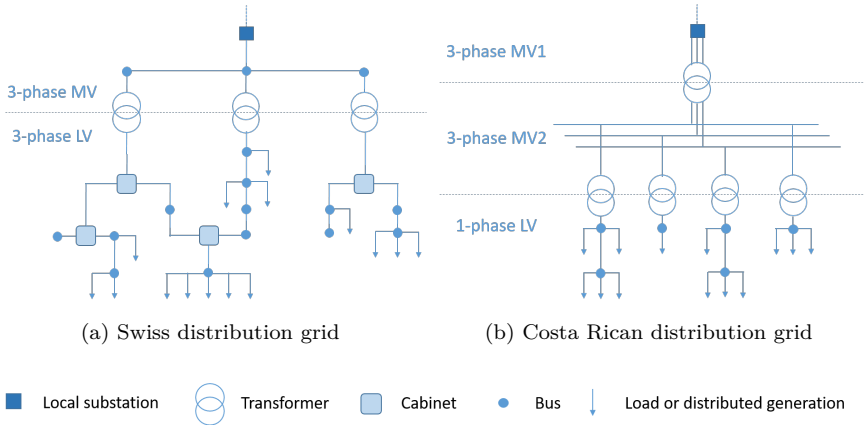 3-phase MV
3-phase LV
3-phase MV1
3-phase MV2
1-phase LV
(a) Swiss distribution grid
(b) Costa Rican distribution grid
Local substation
Transformer
Cabinet
Bus
Load or distributed generation